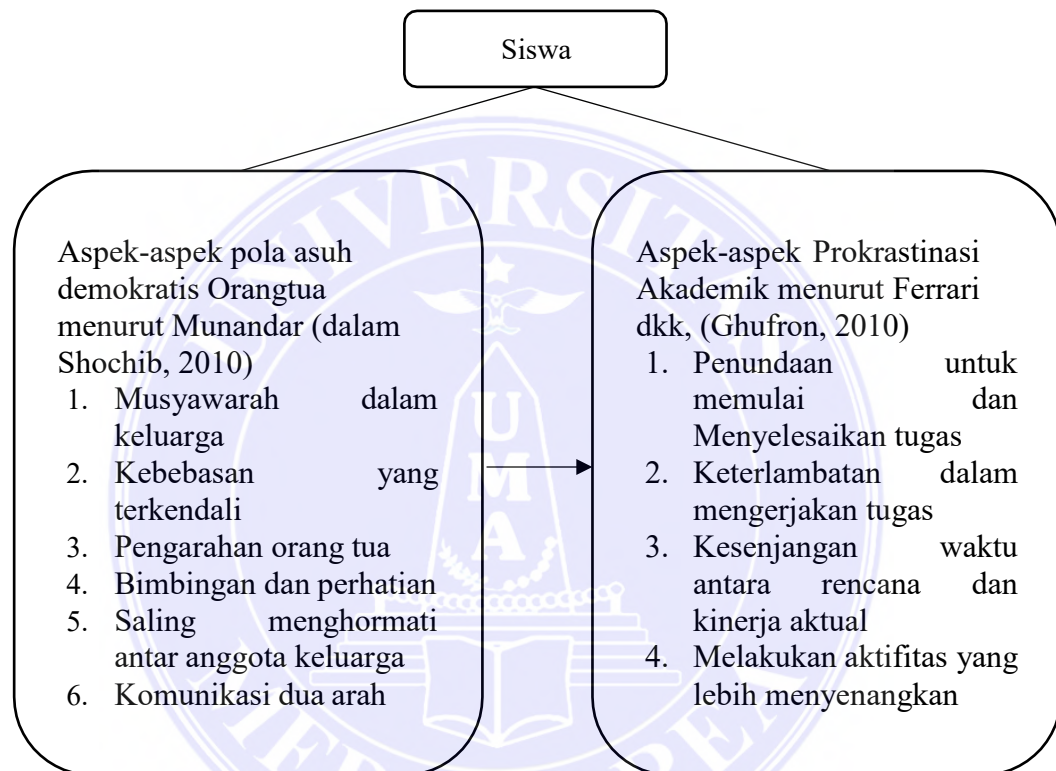 Siswa
Aspek-aspek pola asuh
demokratis Orangtua
menurut Munandar (dalam
Shochib, 2010)
1. Musyawarah dalam
keluarga
2. Kebebasan yang
terkendali
3. Pengarahan orang tua
4. Bimbingan dan perhatian
5. Saling menghormati
antar anggota keluarga
6. Komunikasi dua arah
Aspek-aspek Prokrastinasi
Akademik menurut Ferrari
dkk, (Ghufron, 2010)
1. Penundaan untuk
memulai dan
Menyelesaikan tugas
2. Keterlambatan dalam
mengerjakan tugas
3. Kesenjangan waktu
antara rencana dan
kinerja aktual
4. Melakukan aktifitas yang
lebih menyenangkan
UNIVERSITAS
UMA